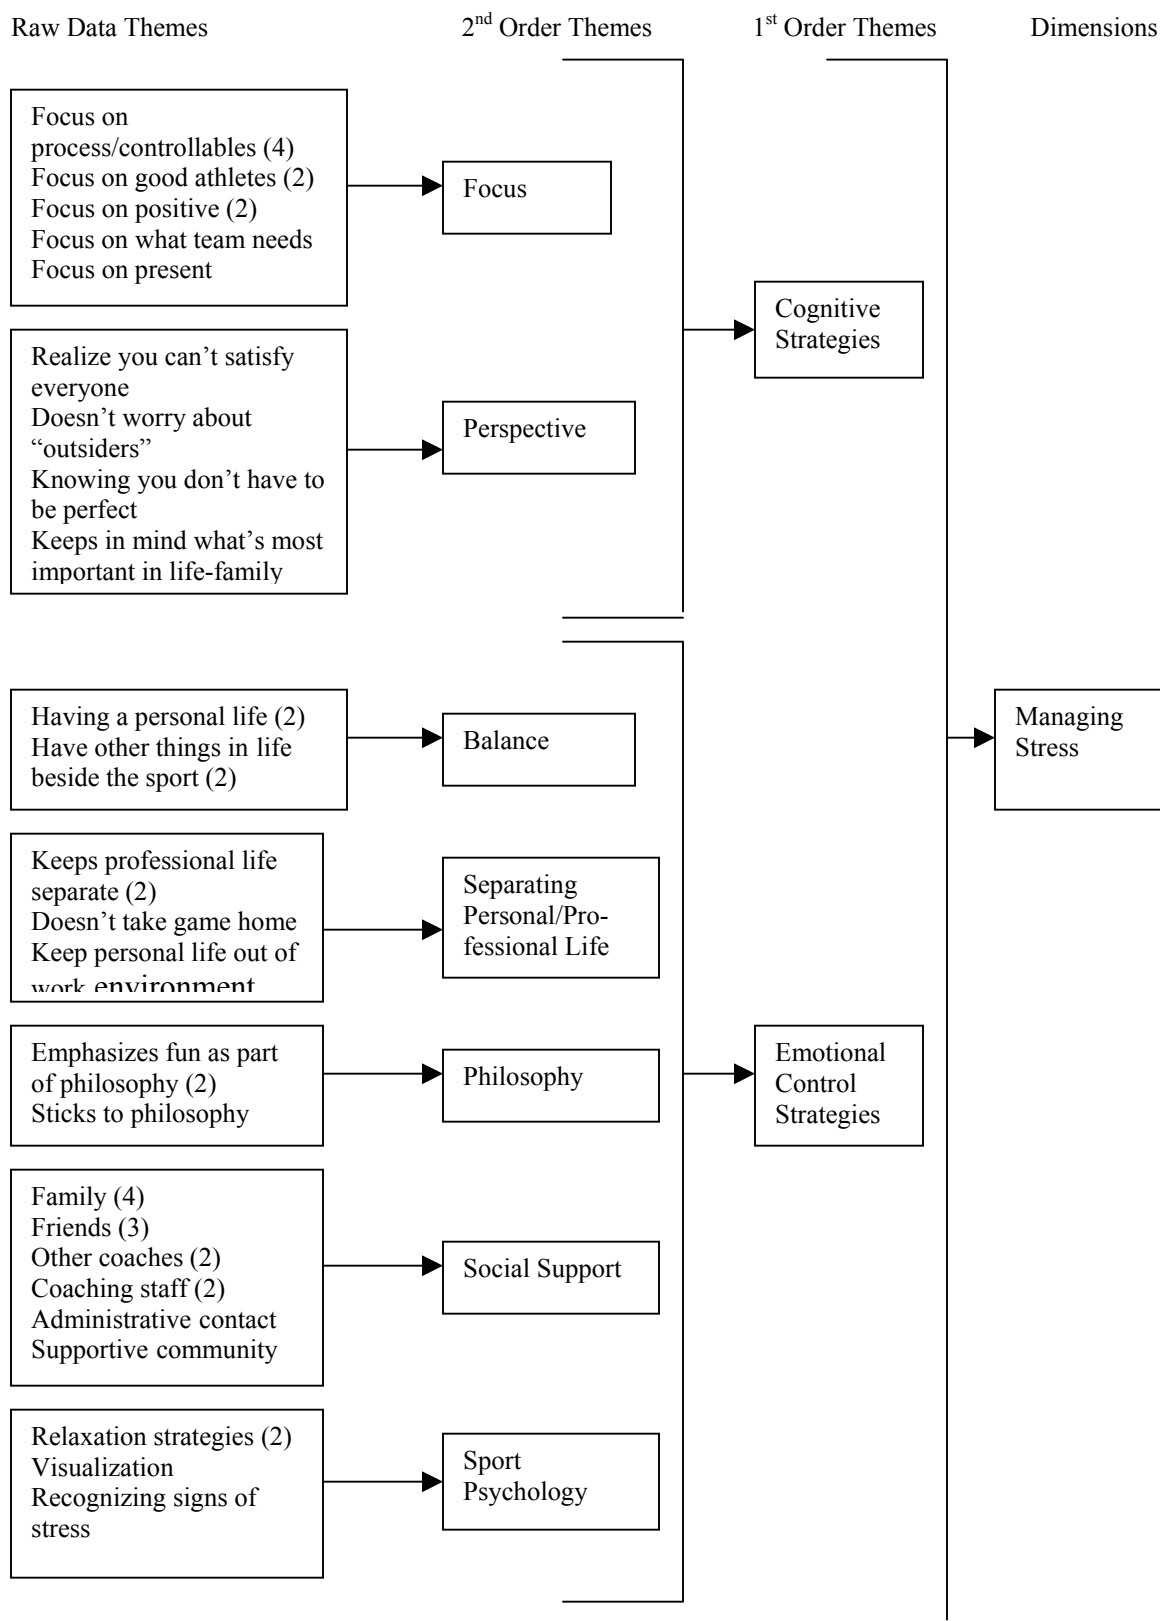 Raw Data Themes
2nd Order Themes
1st Order Themes
Dimensions
Focus on
process/controllables (4)
Focus on good athletes (2)
Focus on positive (2)
Focus on what team needs
Focus on present
Focus
Cognitive
Strategies
Realize you can’t satisfy
everyone
Doesn’t worry about
“outsiders”
Knowing you don’t have to
be perfect
Keeps in mind what’s most
important in life-family
Perspective
Having a personal life (2)
Have other things in life
beside the sport (2)
Balance
Managing
Stress
Keeps professional life
separate (2)
Doesn’t take game home
Keep personal life out of
work environment
Separating
Personal/Pro-
fessional Life
Emphasizes fun as part
of philosophy (2)
Sticks to philosophy
Philosophy
Emotional
Control
Strategies
Family (4)
Friends (3)
Other coaches (2)
Coaching staff (2)
Administrative contact
Supportive community
Social Support
Relaxation strategies (2)
Visualization
Recognizing signs of
stress
Sport
Psychology